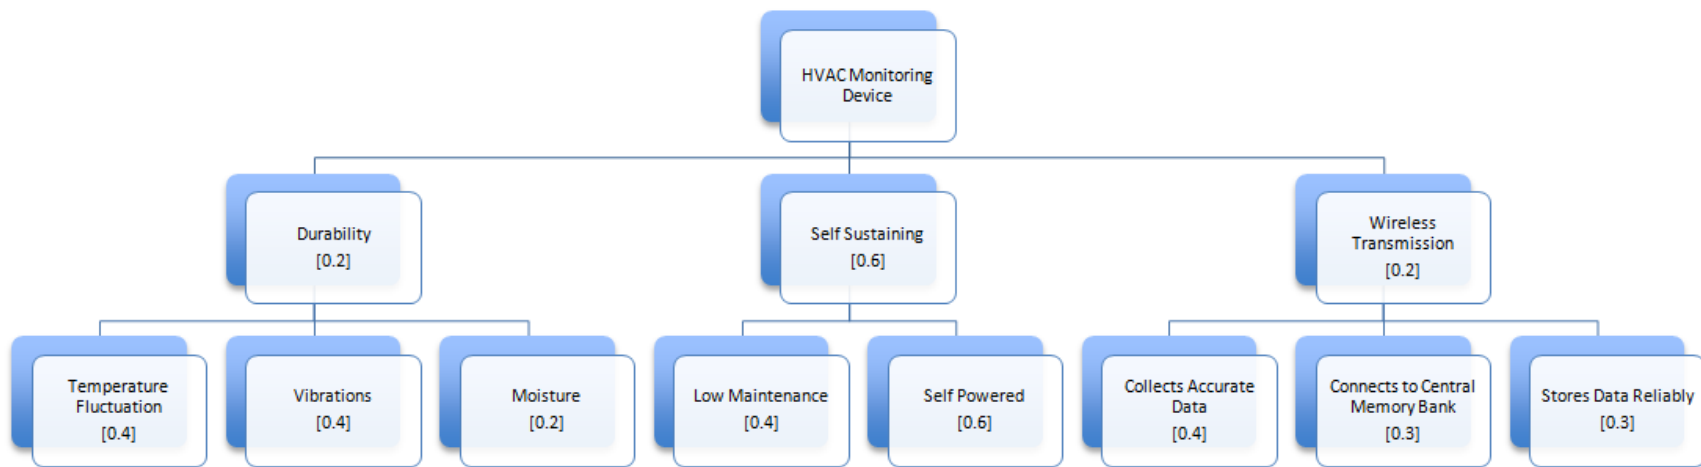 HVAC Monitoring
Device
Durability
[0.2]
Self Sustaining
[0.6]
Wireless
Transmission
[0.2]
Temperature
Fluctuation
[0.4]
Vibrations
[0.4]
Moisture
[0.2]
Low Maintenance
[0.4]
Self Powered
[0.6]
Collects Accurate
Data
[0.4]
Connects to Central
Memory Bank
[0.3]
Stores Data Reliably
[0.3]